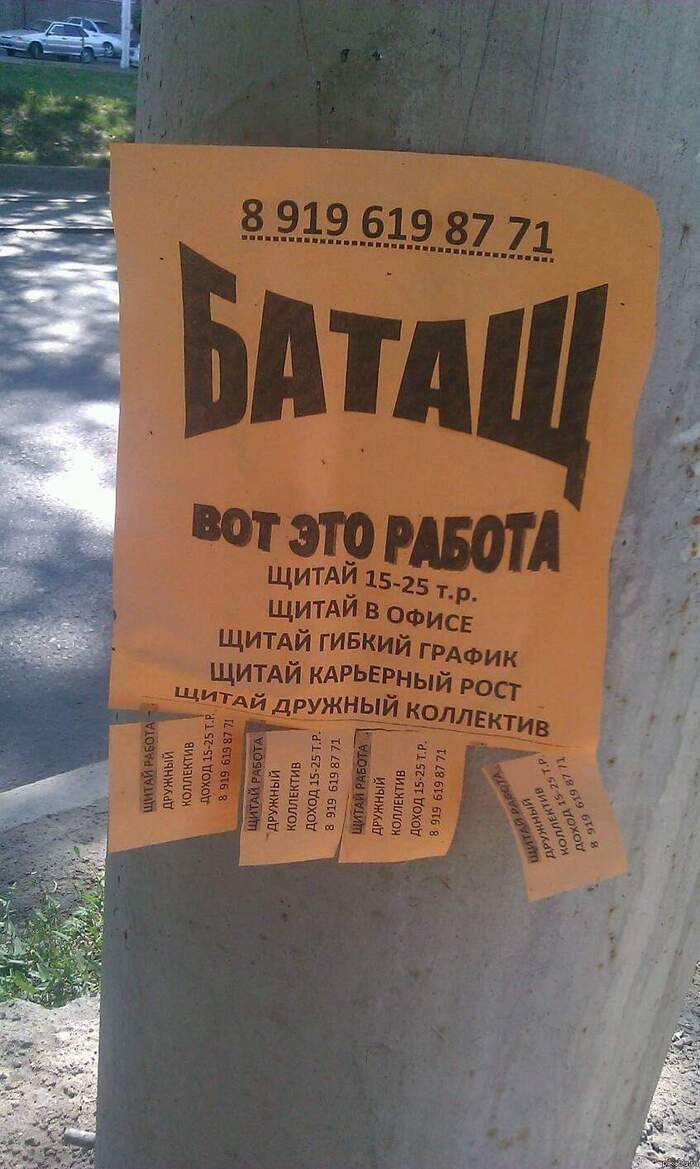 8 919 619 87 71
БАТАЩ
ВОТ ЭТО РАБОТА
ЩИТАЙ 15-25 т.р.
ЩИТАЙ В ОФИСЕ
ЩИТАЙ ГИБКИЙ ГРАФИК
ЩИТАЙ КАРЬЕРНЫЙ РОСТ
ЩИТАЙ ДРУЖНЫЙ КОЛЛЕКТИВ
ЩИТАЙ РАБОТА
ДРУЖНЫЙ
КОЛЛЕКТИВ
ДОХОД 15-25 Т.Р.
8 919 619 87 71
ЩИТАЙ РАБОТА
ДРУЖНЫЙ
КОЛЛЕКТИВ
ДОХОД 15-25 Т.Р.
8 919 619 87 71
ЩИТАЙ РАБОТА
ДРУЖНЫЙ
КОЛЛЕКТИВ
ДОХОД 15-25 Т.Р.
8 919 619 87 71
ЩИТАЙ РАБОТА
ДРУЖНЫЙ
КОЛЛЕКТИВ
ДОХОД 15-25 Т.Р.
8 919 619 87 71